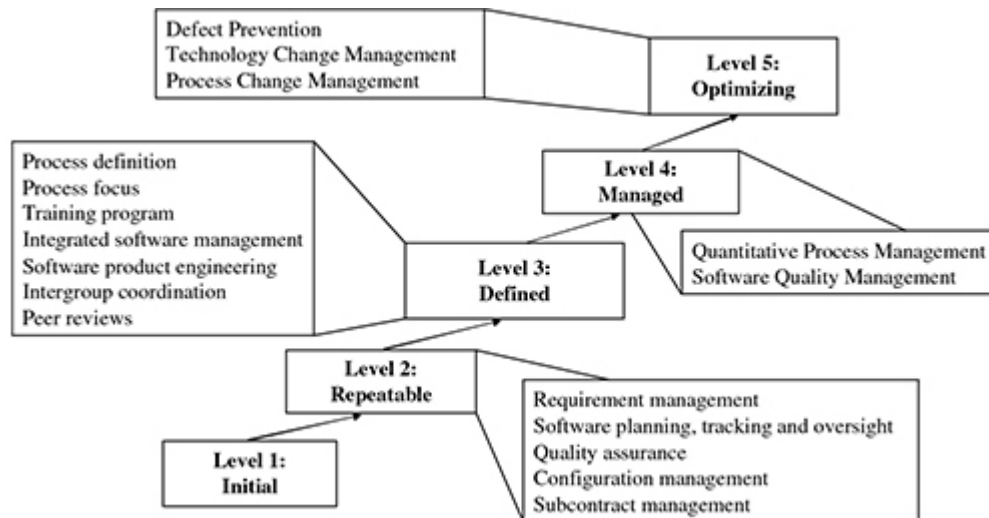 Defect Prevention
Technology Change Management
Process Change Management
Level 5:
Optimizing
Process definition
Process focus
Training program
Integrated software management
Software product engineering
Intergroup coordination
Peer reviews
Level 4:
Managed
Quantitative Process Management
Software Quality Management
Level 3:
Defined
Level 2:
Repeatable
Requirement management
Software planning, tracking and oversight
Quality assurance
Configuration management
Subcontract management
Level 1:
Initial